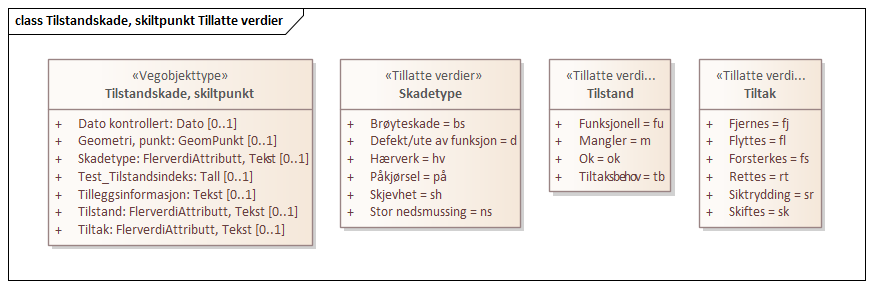 class Tilstandskade, skiltpunkt Tillatte verdier
«Vegobjekttype»
Tilstandskade, skiltpunkt
+ Dato kontrollert: Dato [0..1]
+ Geometri, punkt: GeomPunkt [0..1]
+ Skadetype: FlerverdiAttributt, Tekst [0..1]
+ Test_Tilstandsindeks: Tall [0..1]
+ Tilleggsinformasjon: Tekst [0..1]
+ Tilstand: FlerverdiAttributt, Tekst [0..1]
+ Tiltak: FlerverdiAttributt, Tekst [0..1]
«Tillatte verdier»
Skadetype
+ Brøyteskade = bs
+ Defekt/ute av funksjon = d
+ Hærverk = hv
+ Påkjørsel = på
+ Skjevhet = sh
+ Stor nedsmussing = ns
«Tillatte verdi...
Tilstand
+ Funksjonell = fu
+ Mangler = m
+ Ok = ok
+ Tiltaksbehov = tb
«Tillatte verdi...
Tiltak
+ Fjernes = fj
+ Flyttes = fl
+ Forsterkes = fs
+ Rettes = rt
+ Siktrydding = sr
+ Skiftes = sk